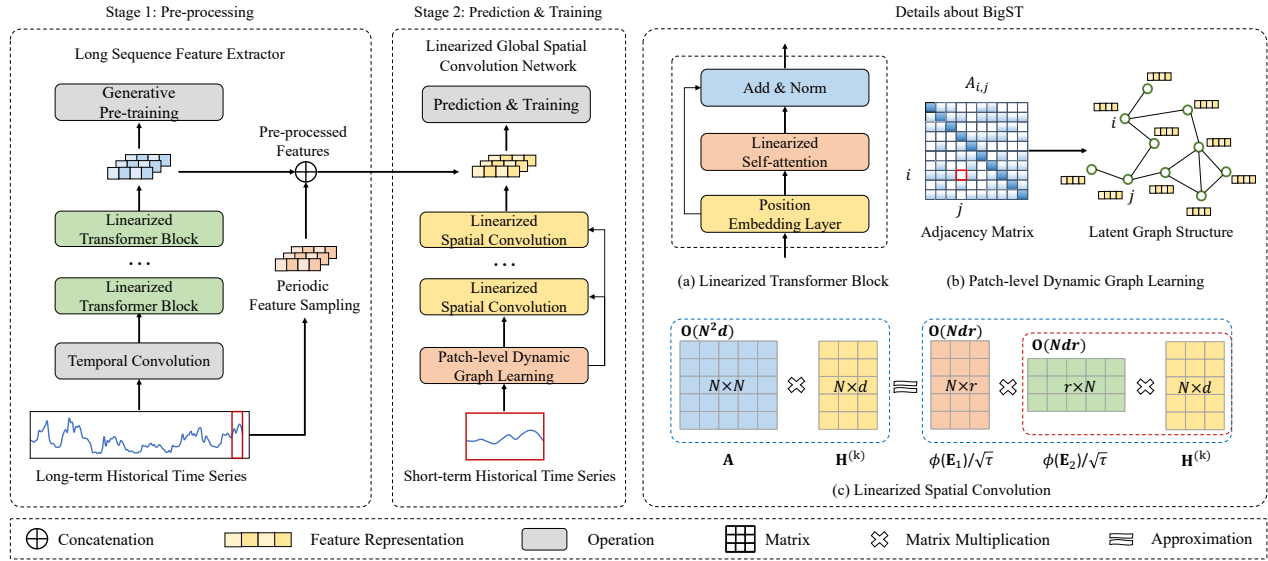 Stage 1: Pre-processing
Long Sequence Feature Extractor
Generative
Pre-training
Pre-processed
Features
Linearized
Transformer Block
...
Linearized
Transformer Block
Periodic
Feature Sampling
Temporal Convolution
Long-term Historical Time Series
Stage 2: Prediction & Training
Linearized Global Spatial
Convolution Network
Prediction & Training
Linearized
Spatial Convolution
...
Linearized
Spatial Convolution
Patch-level Dynamic
Graph Learning
Short-term Historical Time Series
Details about BigST
Add & Norm
Linearized
Self-attention
Position
Embedding Layer
(a) Linearized Transformer Block
A_{i,j}
i
j
Adjacency Matrix
i
j
Latent Graph Structure
(b) Patch-level Dynamic Graph Learning
O(N²d)
N×N
N×d
A
H^{(k)}
O(Ndr)
O(Ndr)
N×r
r×N
N×d
ϕ(E₁)/√τ
ϕ(E₂)/√τ
H^{(k)}
(c) Linearized Spatial Convolution
Concatenation
Feature Representation
Operation
Matrix
Matrix Multiplication
Approximation